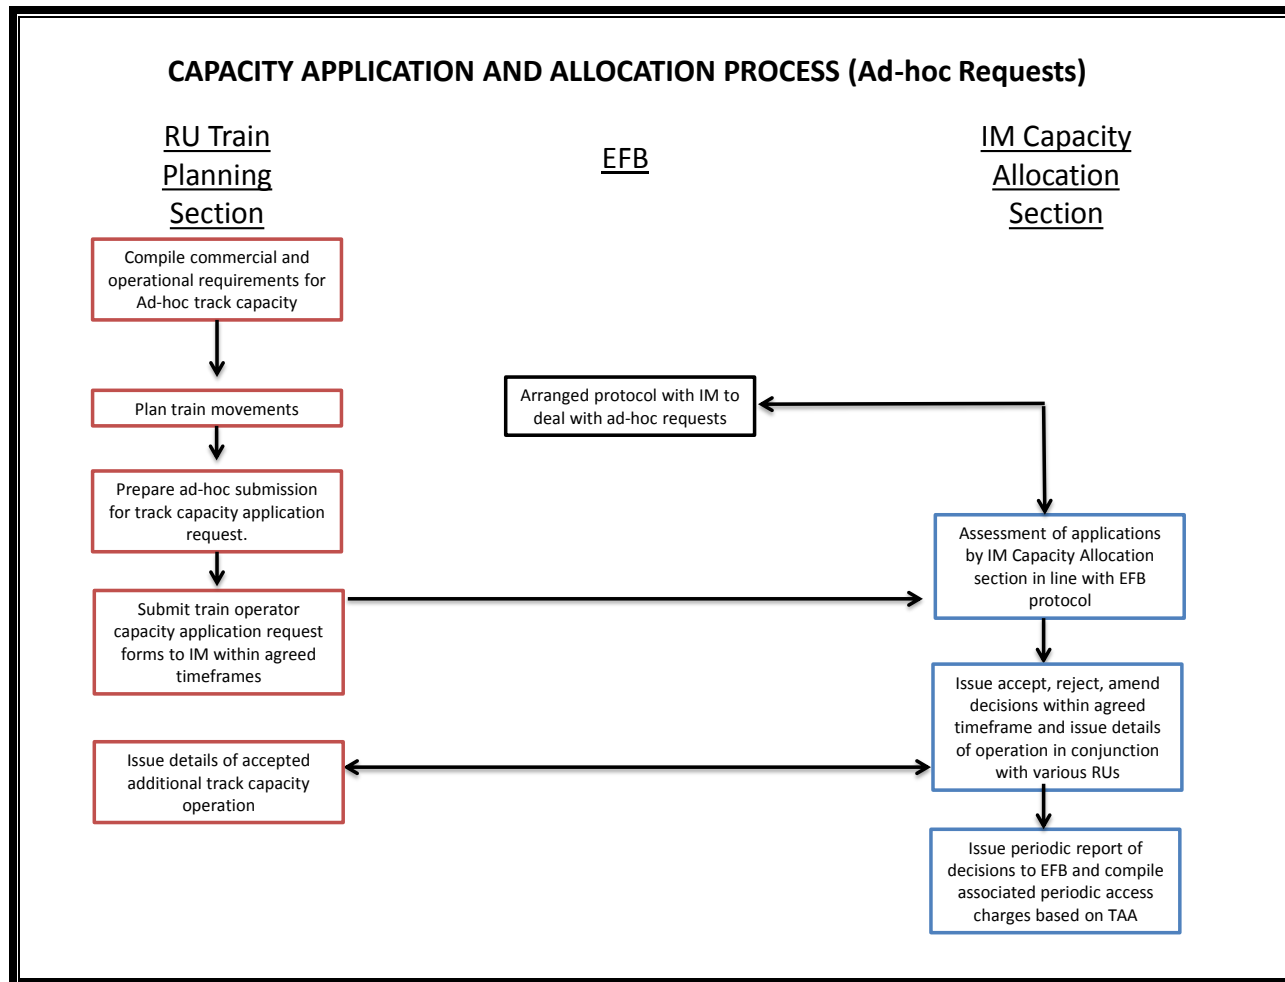 CAPACITY APPLICATION AND ALLOCATION PROCESS (Ad-hoc Requests)
RU Train
Planning
Section
EFB
IM Capacity
Allocation
Section
Compile commercial and
operational requirements for
Ad-hoc track capacity
Plan train movements
Arranged protocol with IM to
deal with ad-hoc requests
Prepare ad-hoc submission
for track capacity application
request.
Assessment of applications
by IM Capacity Allocation
section in line with EFB
protocol
Submit train operator
capacity application request
forms to IM within agreed
timeframes
Issue accept, reject, amend
decisions within agreed
timeframe and issue details
of operation in conjunction
with various RUs
Issue details of accepted
additional track capacity
operation
Issue periodic report of
decisions to EFB and compile
associated periodic access
charges based on TAA